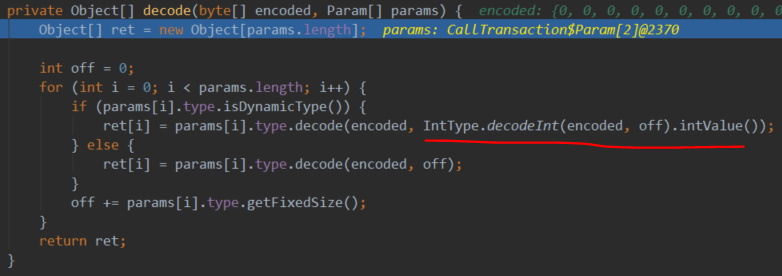 private Object[] decode(byte[] encoded, Param[] params) {  encoded: {0, 0, 0, 0, 0, 0, 0, 0, 0, 0
    Object[] ret = new Object[params.length];  params: CallTransaction$Param[2]@2370
    int off = 0;
    for (int i = 0; i < params.length; i++) {
        if (params[i].type.isDynamicType()) {
            ret[i] = params[i].type.decode(encoded, IntType.decodeInt(encoded, off).intValue());
        } else {
            ret[i] = params[i].type.decode(encoded, off);
        }
        off += params[i].type.getFixedSize();
    }
    return ret;
}